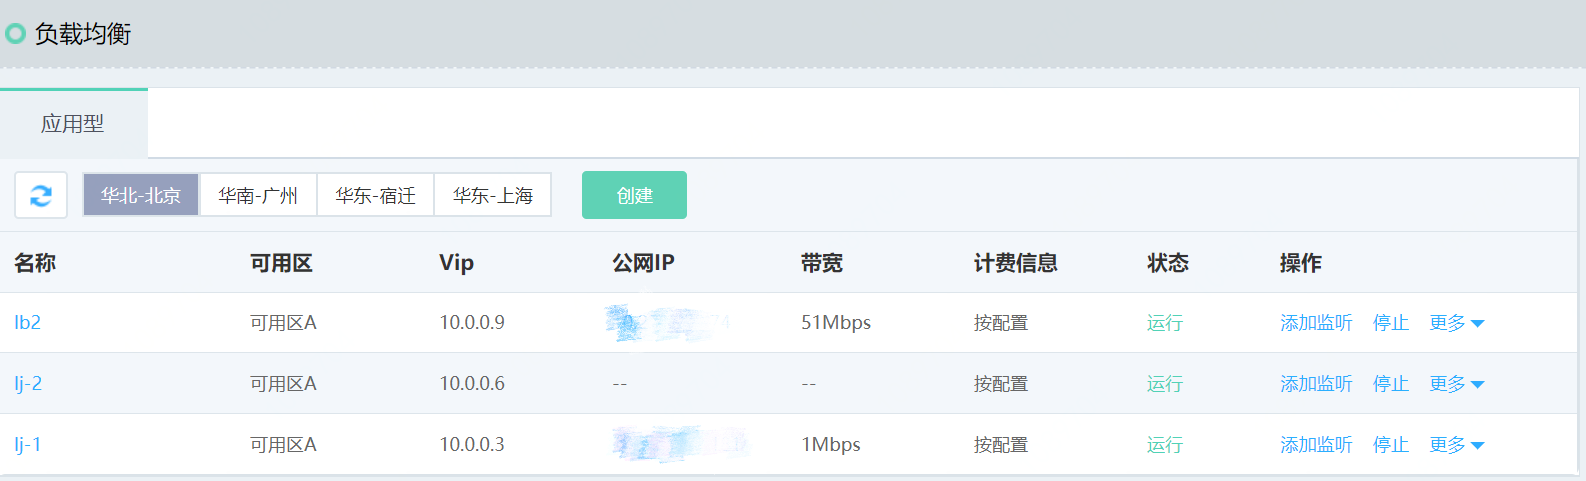 负载均衡
应用型
华北-北京 华南-广州 华东-宿迁 华东-上海 创建
名称 可用区 Vip 公网IP 带宽 计费信息 状态 操作
lb2 可用区A 10.0.0.9 51Mbps 按配置 运行 添加监听 停止 更多
lj-2 可用区A 10.0.0.6 -- -- 按配置 运行 添加监听 停止 更多
lj-1 可用区A 10.0.0.3 1Mbps 按配置 运行 添加监听 停止 更多